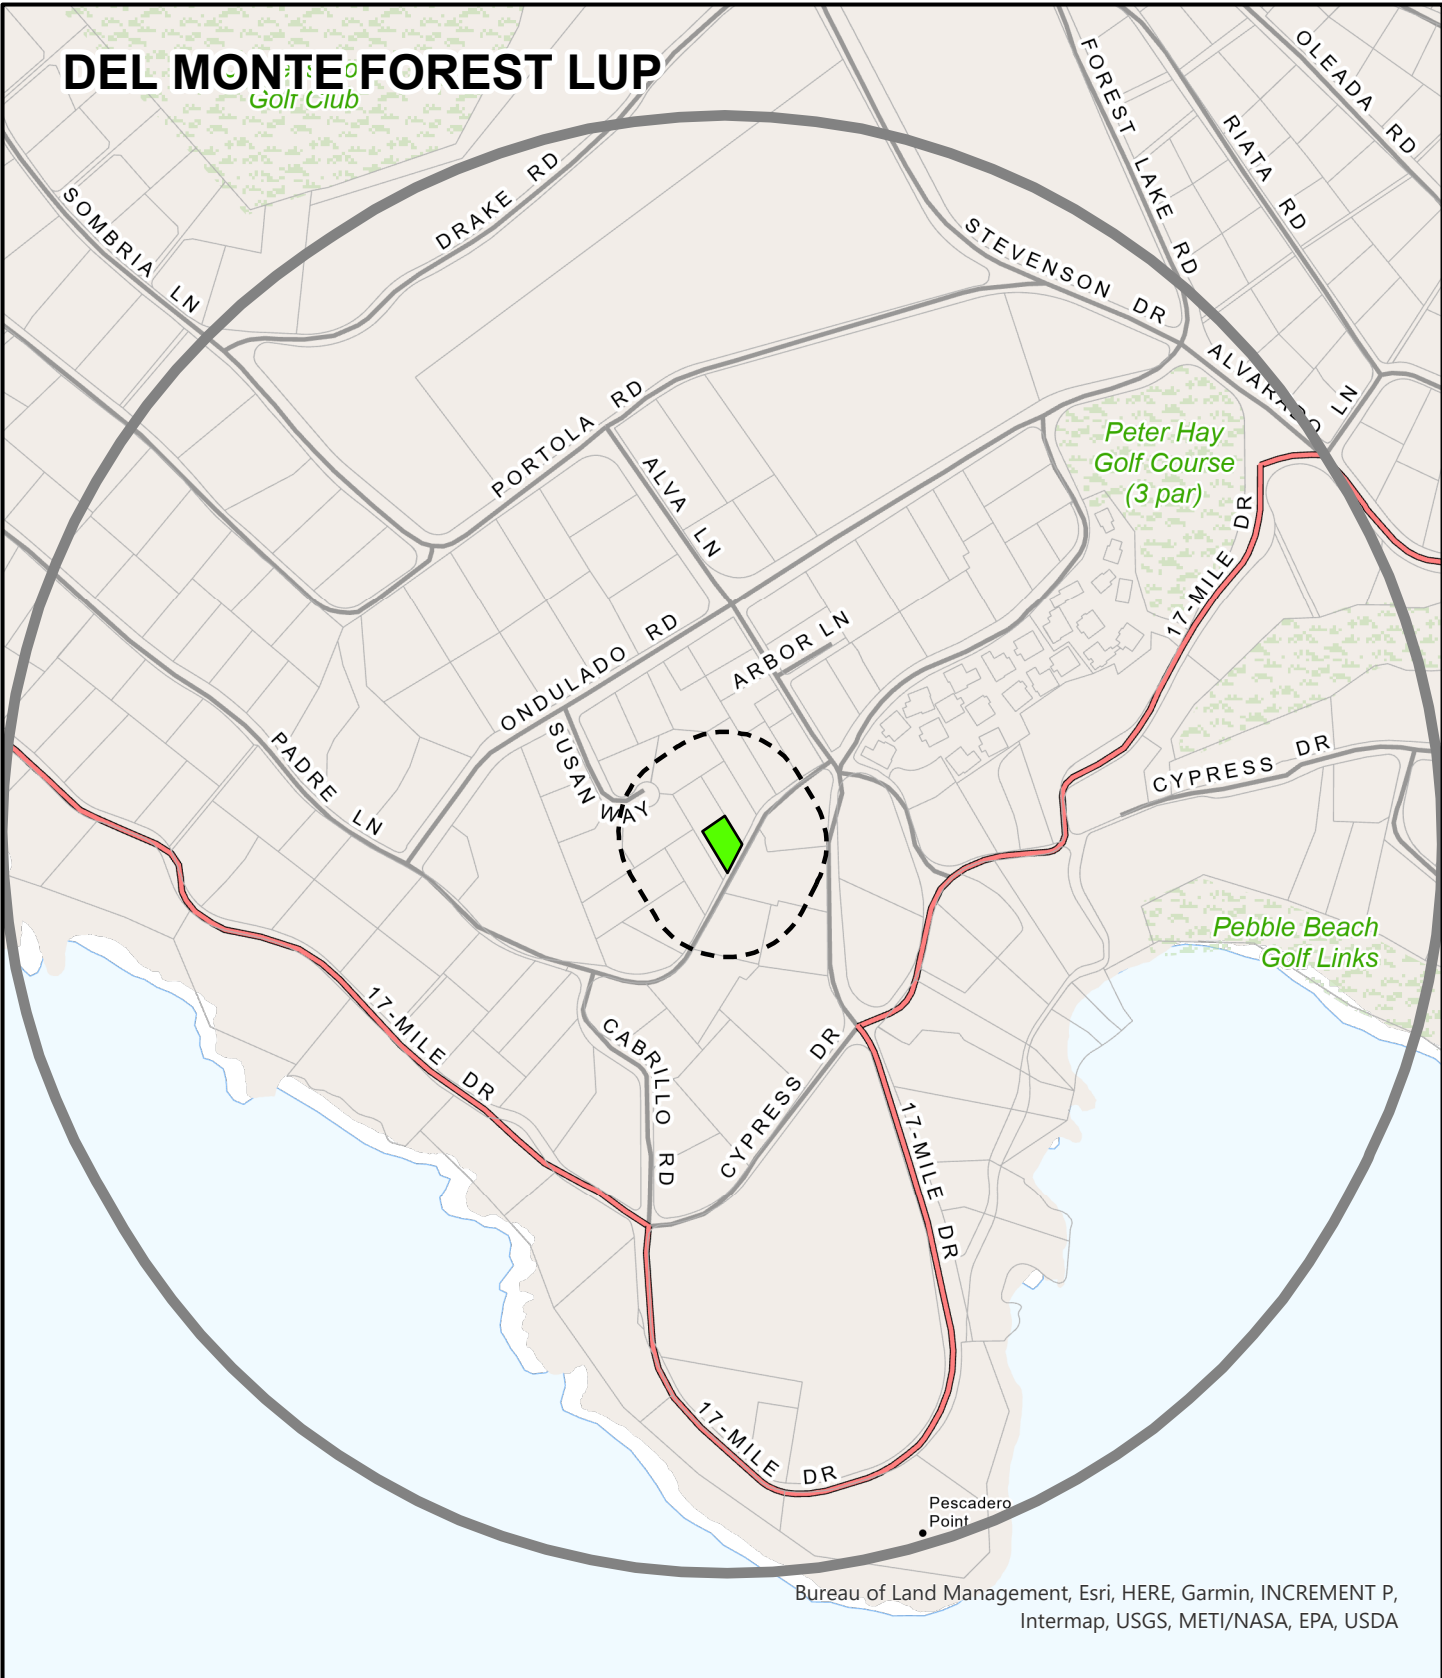 DEL MONTE FOREST LUP
Golf Club
FOREST LAKE RD
OLEADA RD
RIATA RD
DRAKE RD
SOMBRIA LN
STEVENSON DR
ALVARADO LN
PORTOLA RD
Peter Hay
Golf Course
(3 par)
ALVA LN
17-MILE DR
ARBOR LN
ONDULADO RD
SUSAN WAY
PADRE LN
CYPRESS DR
Pebble Beach
Golf Links
17-MILE DR
CABRILLO RD
CYPRESS DR
17-MILE DR
17-MILE DR
Pescadero
Point
Bureau of Land Management, Esri, HERE, Garmin, INCREMENT P,
Intermap, USGS, METI/NASA, EPA, USDA